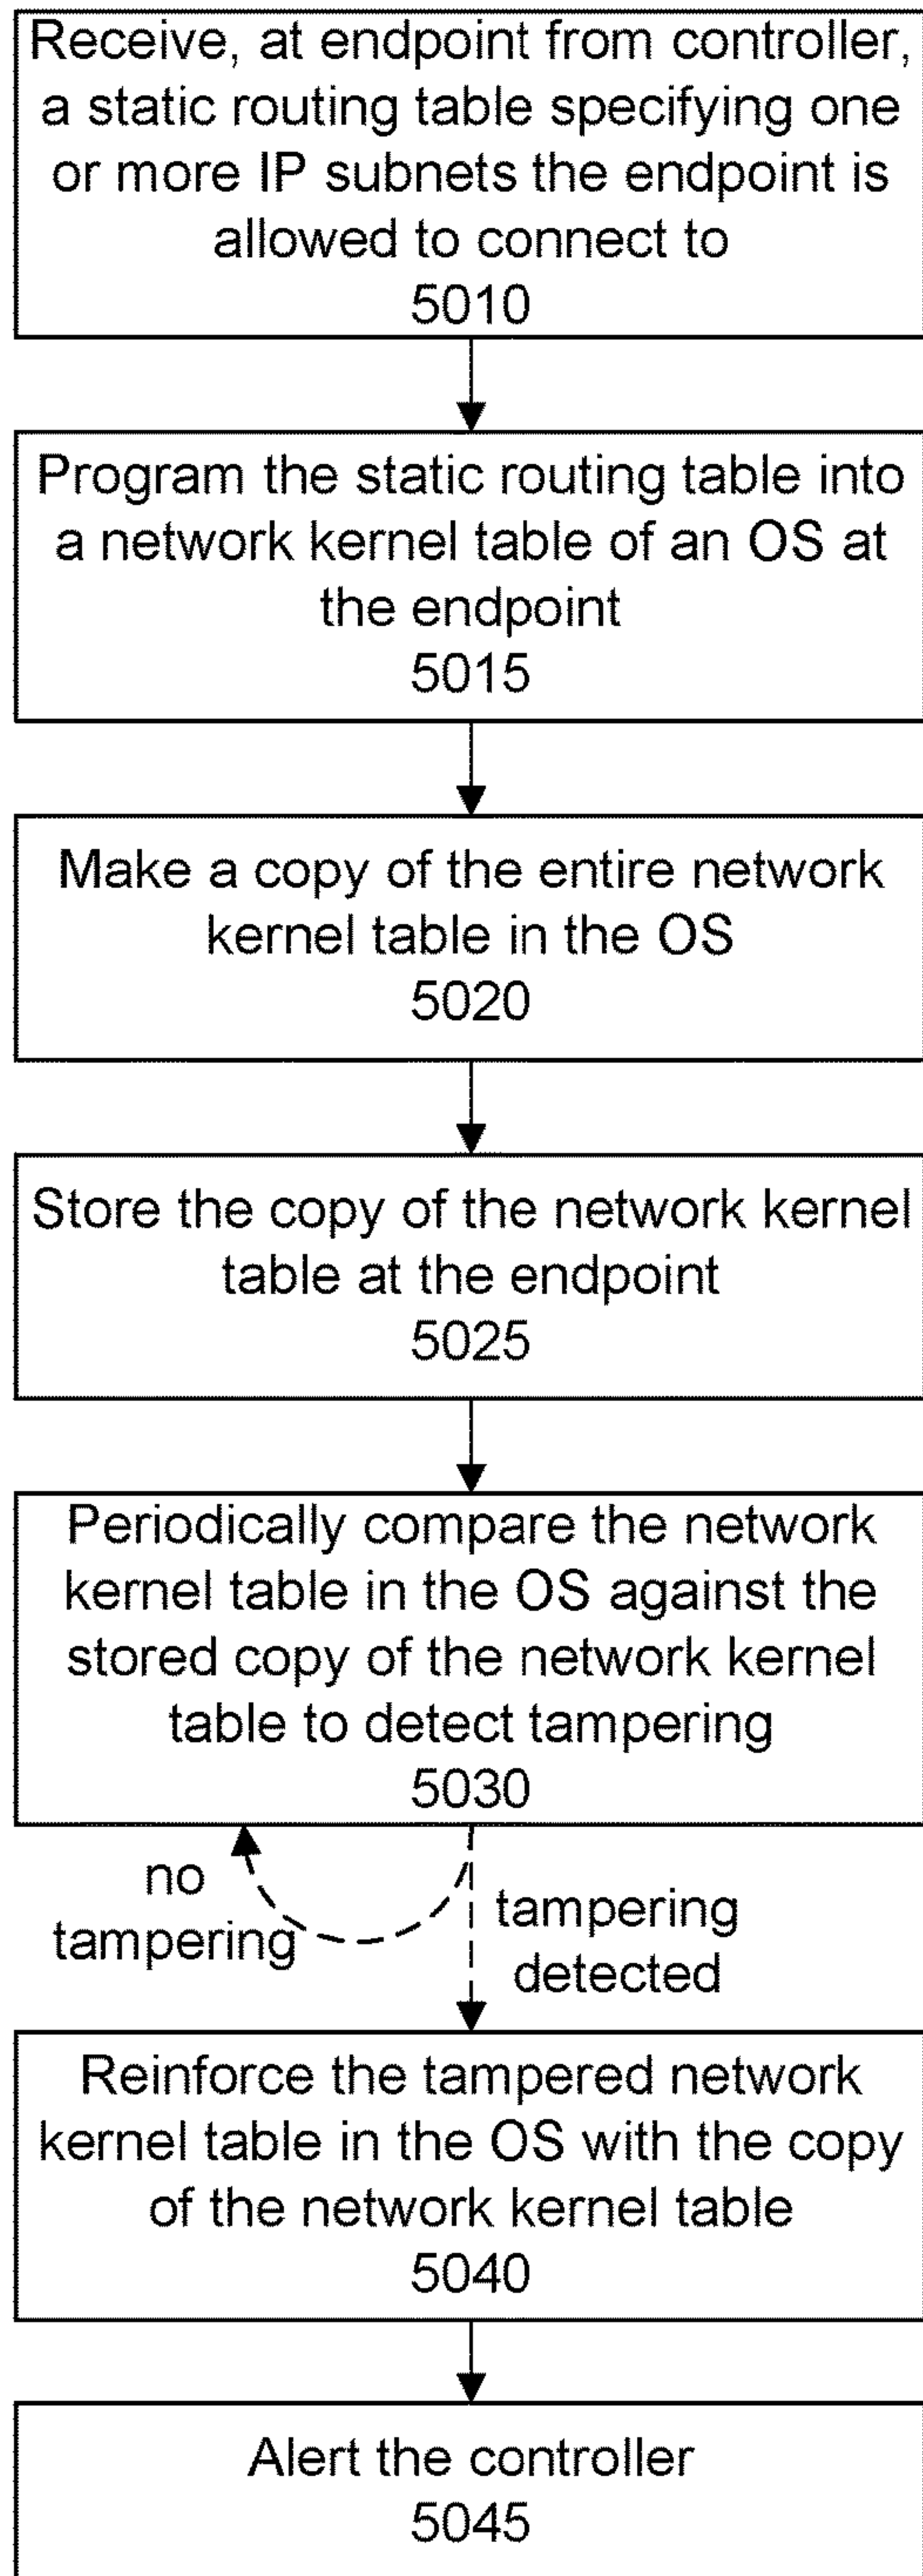 Receive, at endpoint from controller,
a static routing table specifying one
or more IP subnets the endpoint is
allowed to connect to
5010
Program the static routing table into
a network kernel table of an OS at
the endpoint
5015
Make a copy of the entire network
kernel table in the OS
5020
Store the copy of the network kernel
table at the endpoint
5025
Periodically compare the network
kernel table in the OS against the
stored copy of the network kernel
table to detect tampering
5030
no
tampering
tampering
detected
Reinforce the tampered network
kernel table in the OS with the copy
of the network kernel table
5040
Alert the controller
5045